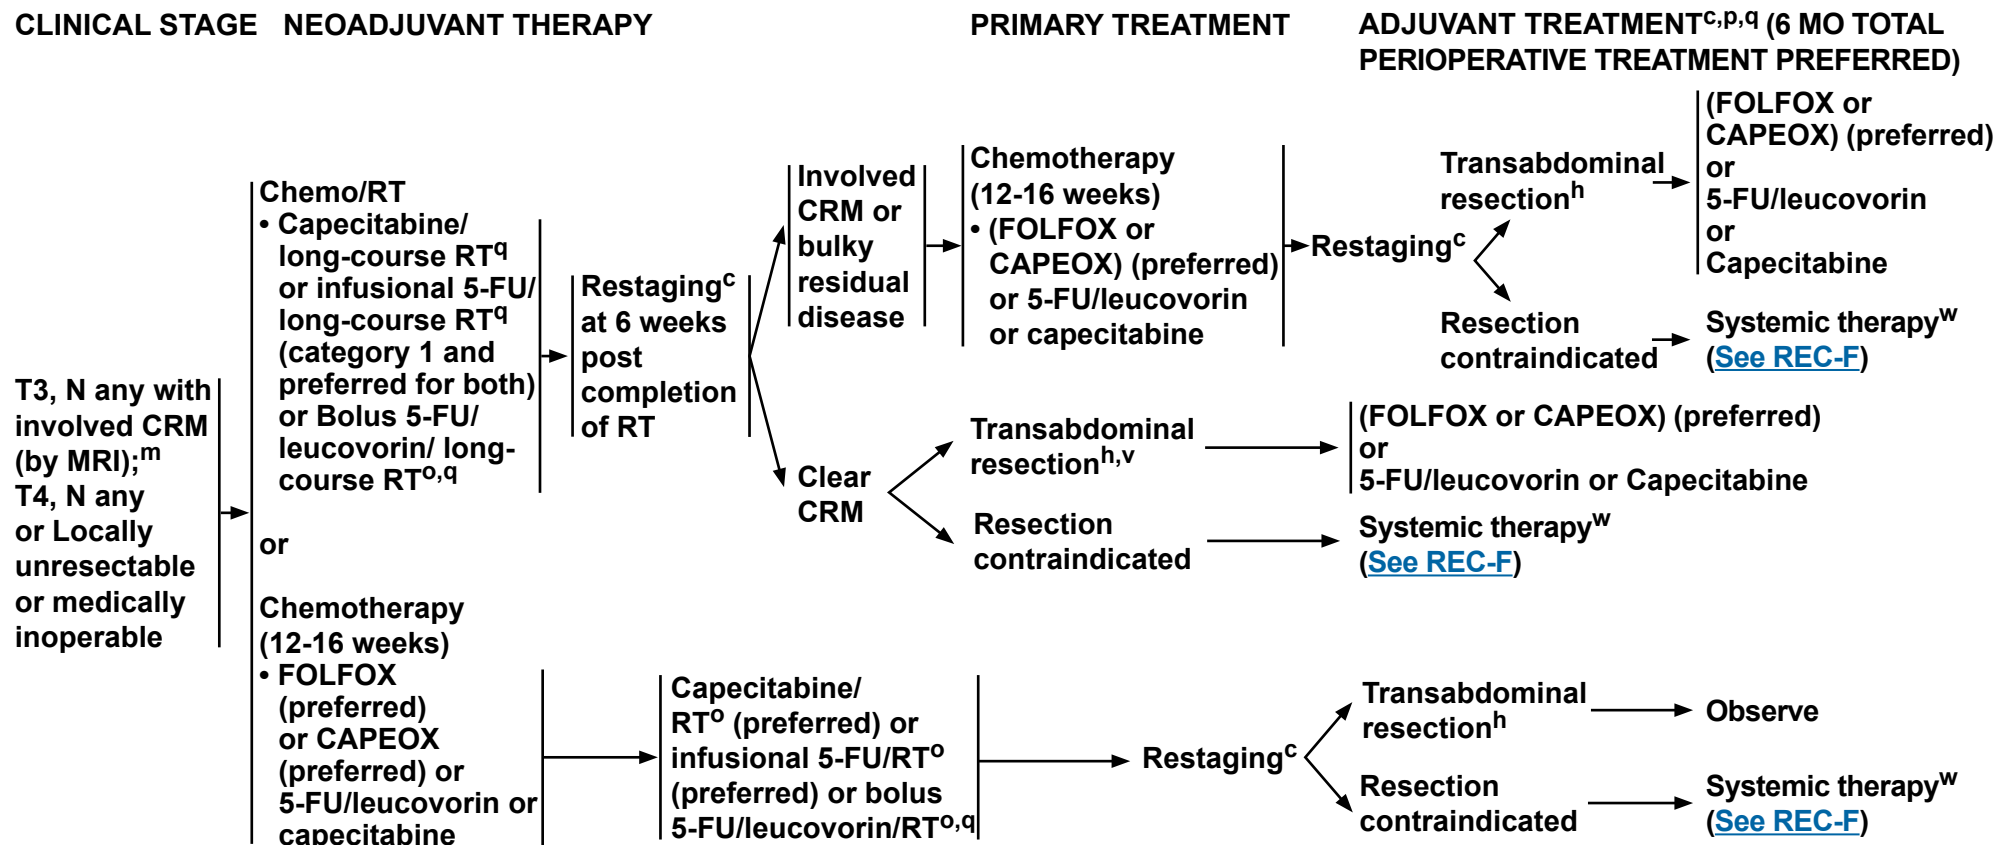 CLINICAL STAGE
NEOADJUVANT THERAPY
PRIMARY TREATMENT
ADJUVANT TREATMENTc,p,q (6 MO TOTAL
PERIOPERATIVE TREATMENT PREFERRED)
T3, N any with
involved CRM
(by MRI);m
T4, N any
or Locally
unresectable
or medically
inoperable
Chemo/RT
• Capecitabine/
long-course RTq
or infusional 5-FU/
long-course RTq
(category 1 and
preferred for both)
or Bolus 5-FU/
leucovorin/ long-
course RTo,q
or
Chemotherapy
(12-16 weeks)
• FOLFOX
(preferred)
or CAPEOX
(preferred) or
5-FU/leucovorin or
capecitabine
Restagingc
at 6 weeks
post
completion
of RT
Involved
CRM or
bulky
residual
disease
Chemotherapy
(12-16 weeks)
• (FOLFOX or
CAPEOX) (preferred)
or 5-FU/leucovorin
or capecitabine
Restagingc
Transabdominal
resectionh
(FOLFOX or
CAPEOX) (preferred)
or
5-FU/leucovorin
or
Capecitabine
Resection
contraindicated
Systemic therapyw
(See REC-F)
Clear
CRM
Transabdominal
resectionh,v
(FOLFOX or CAPEOX) (preferred)
or
5-FU/leucovorin or Capecitabine
Resection
contraindicated
Systemic therapyw
(See REC-F)
Capecitabine/
RTo (preferred) or
infusional 5-FU/RTo
(preferred) or bolus
5-FU/leucovorin/RTo,q
Restagingc
Transabdominal
resectionh
Observe
Resection
contraindicated
Systemic therapyw
(See REC-F)